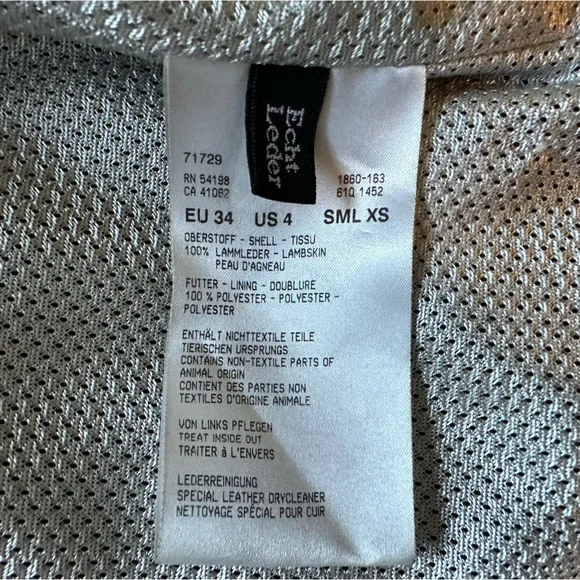 Echt
Leder
71729
RN 54198 1860-163
CA 41082 61Q 1452
EU 34 US 4 SML XS
OBERSTOFF - SHELL - TISSU
100% LAMMLEDER - LAMBSKIN
PEAU D'AGNEAU
FUTTER - LINING - DOUBLURE
100 % POLYESTER - POLYESTER -
POLYESTER
ENTHÄLT NICHTTEXTILE TEILE
TIERISCHEN URSPRUNGS
CONTAINS NON-TEXTILE PARTS OF
ANIMAL ORIGIN
CONTIENT DES PARTIES NON
TEXTILES D'ORIGINE ANIMALE
VON LINKS PFLEGEN
TREAT INSIDE OUT
TRAITER à L'ENVERS
LEDERREINIGUNG
SPECIAL LEATHER DRYCLEANER
NETTOYAGE SPÉCIAL POUR CUIR